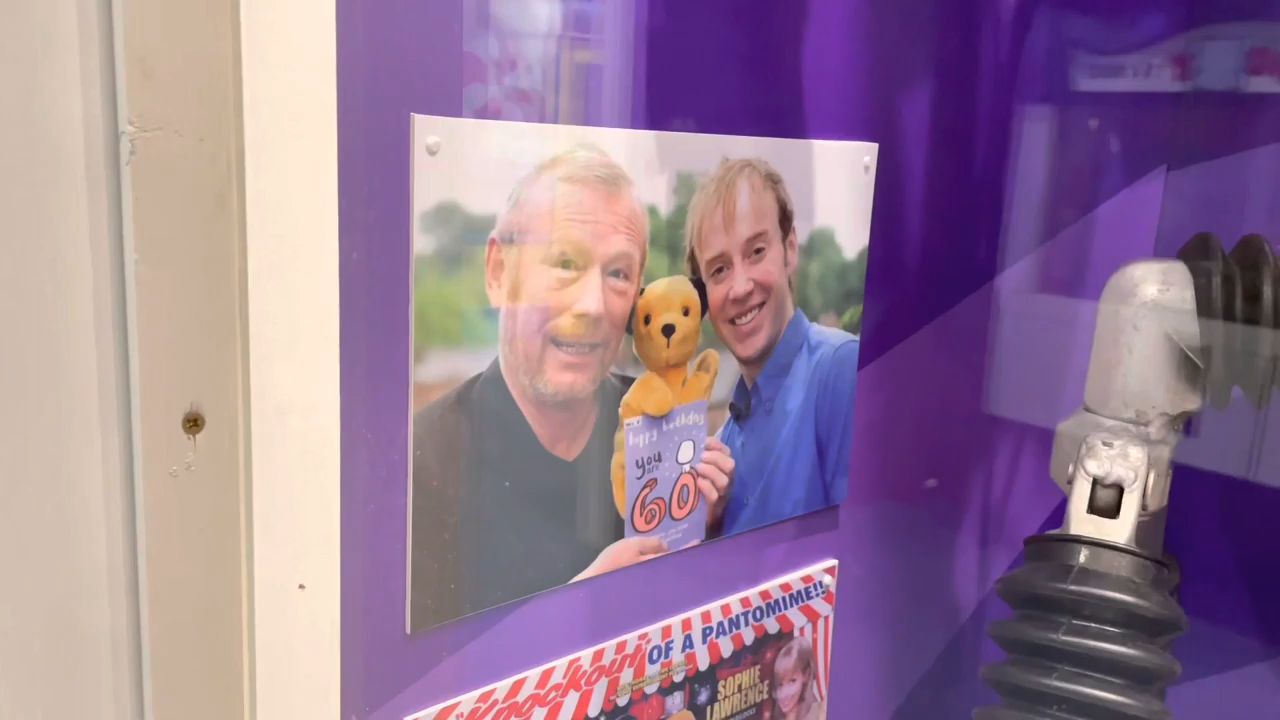 happy birthday
you
are
60
"Knockout"
OF A PANTOMIME!!
SOPHIE
LAWRENCE